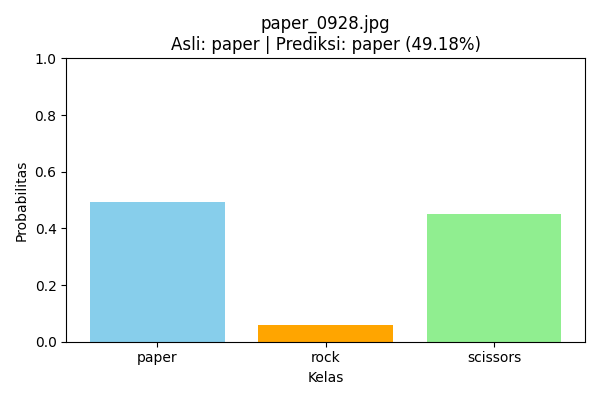 paper_0928.jpg
Asli: paper | Prediksi: paper (49.18%)
1.0
0.8
0.6
0.4
0.2
0.0
Probabilitas
paper rock scissors
Kelas